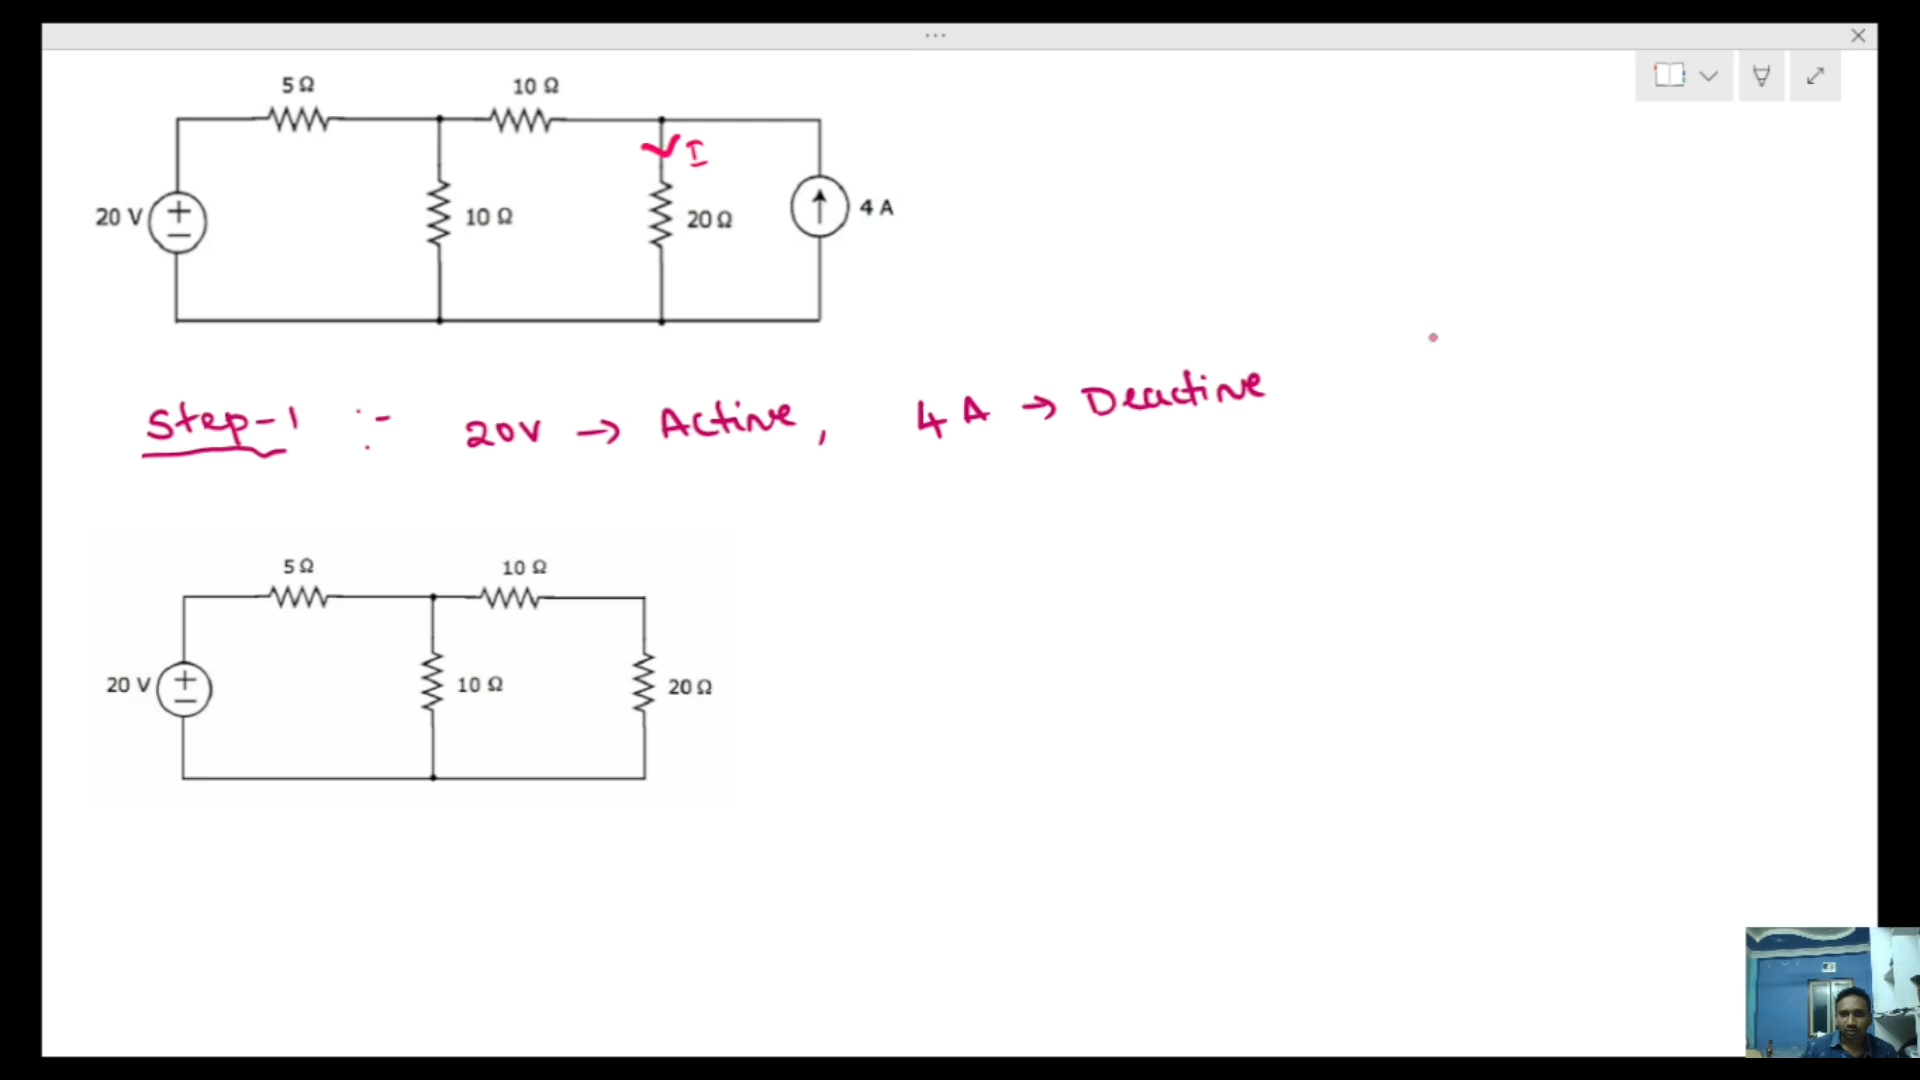 5 Ω 10 Ω
I
20 V + − 10 Ω 20 Ω 4 A
Step-1 :- 20V → Active, 4 A → Deactive
5 Ω 10 Ω
20 V + − 10 Ω 20 Ω